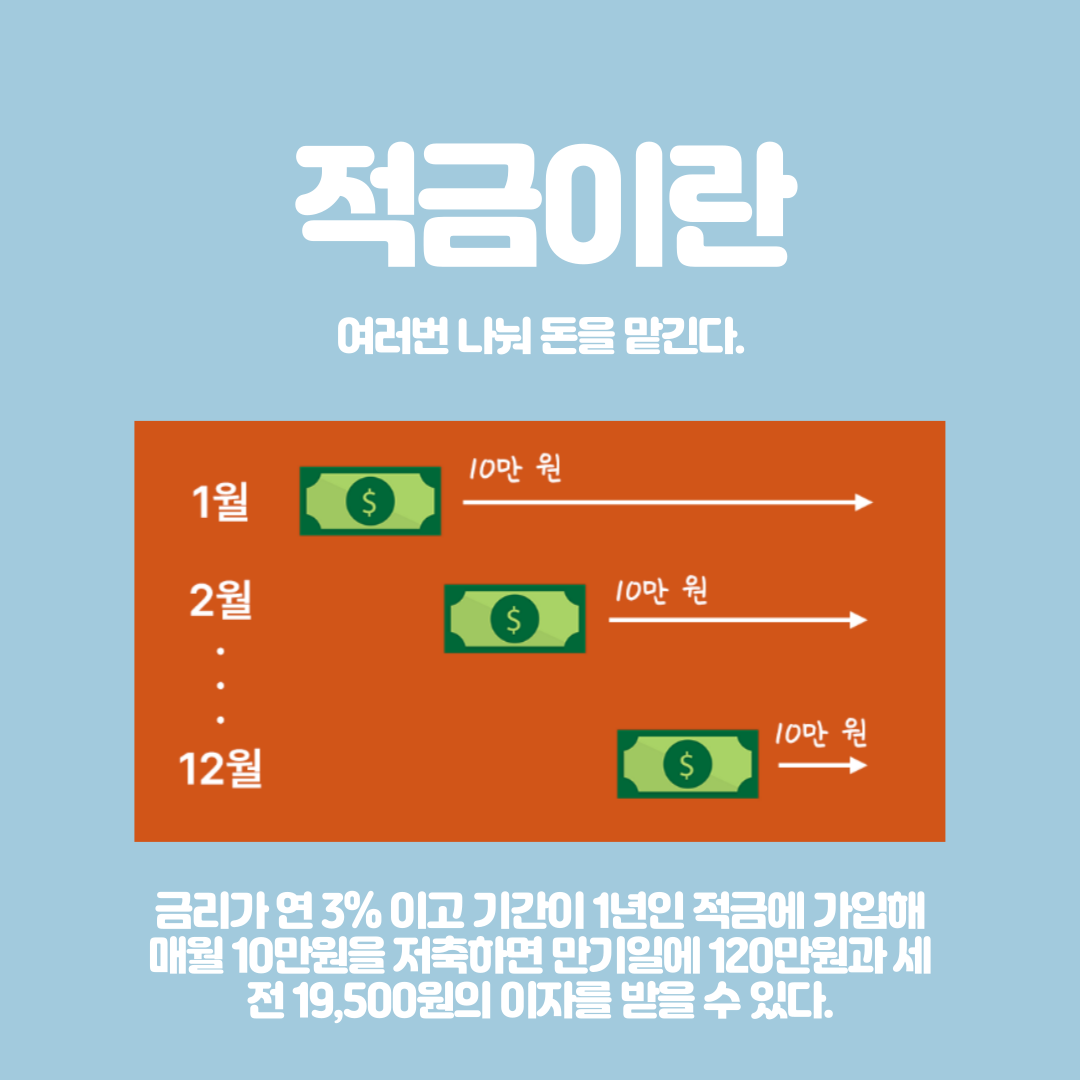 적금이란
여러번 나눠 돈을 맡긴다.
1월
$
10만 원
2월
$
10만 원
12월
$
10만 원
금리가 연 3% 이고 기간이 1년인 적금에 가입해
매월 10만원을 저축하면 만기일에 120만원과 세
전 19,500원의 이자를 받을 수 있다.